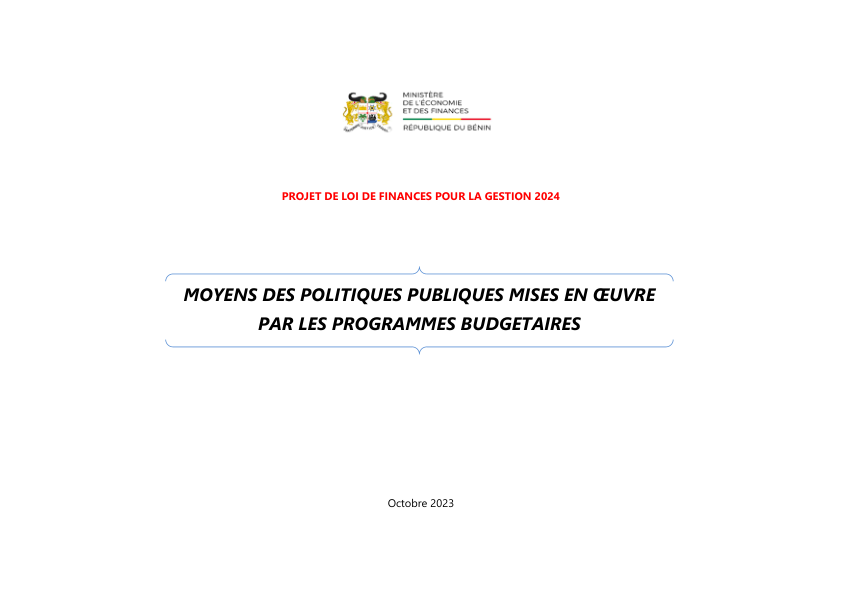 MINISTÈRE
DE L'ÉCONOMIE
ET DES FINANCES
RÉPUBLIQUE DU BÉNIN
PROJET DE LOI DE FINANCES POUR LA GESTION 2024
MOYENS DES POLITIQUES PUBLIQUES MISES EN ŒUVRE
PAR LES PROGRAMMES BUDGETAIRES
Octobre 2023